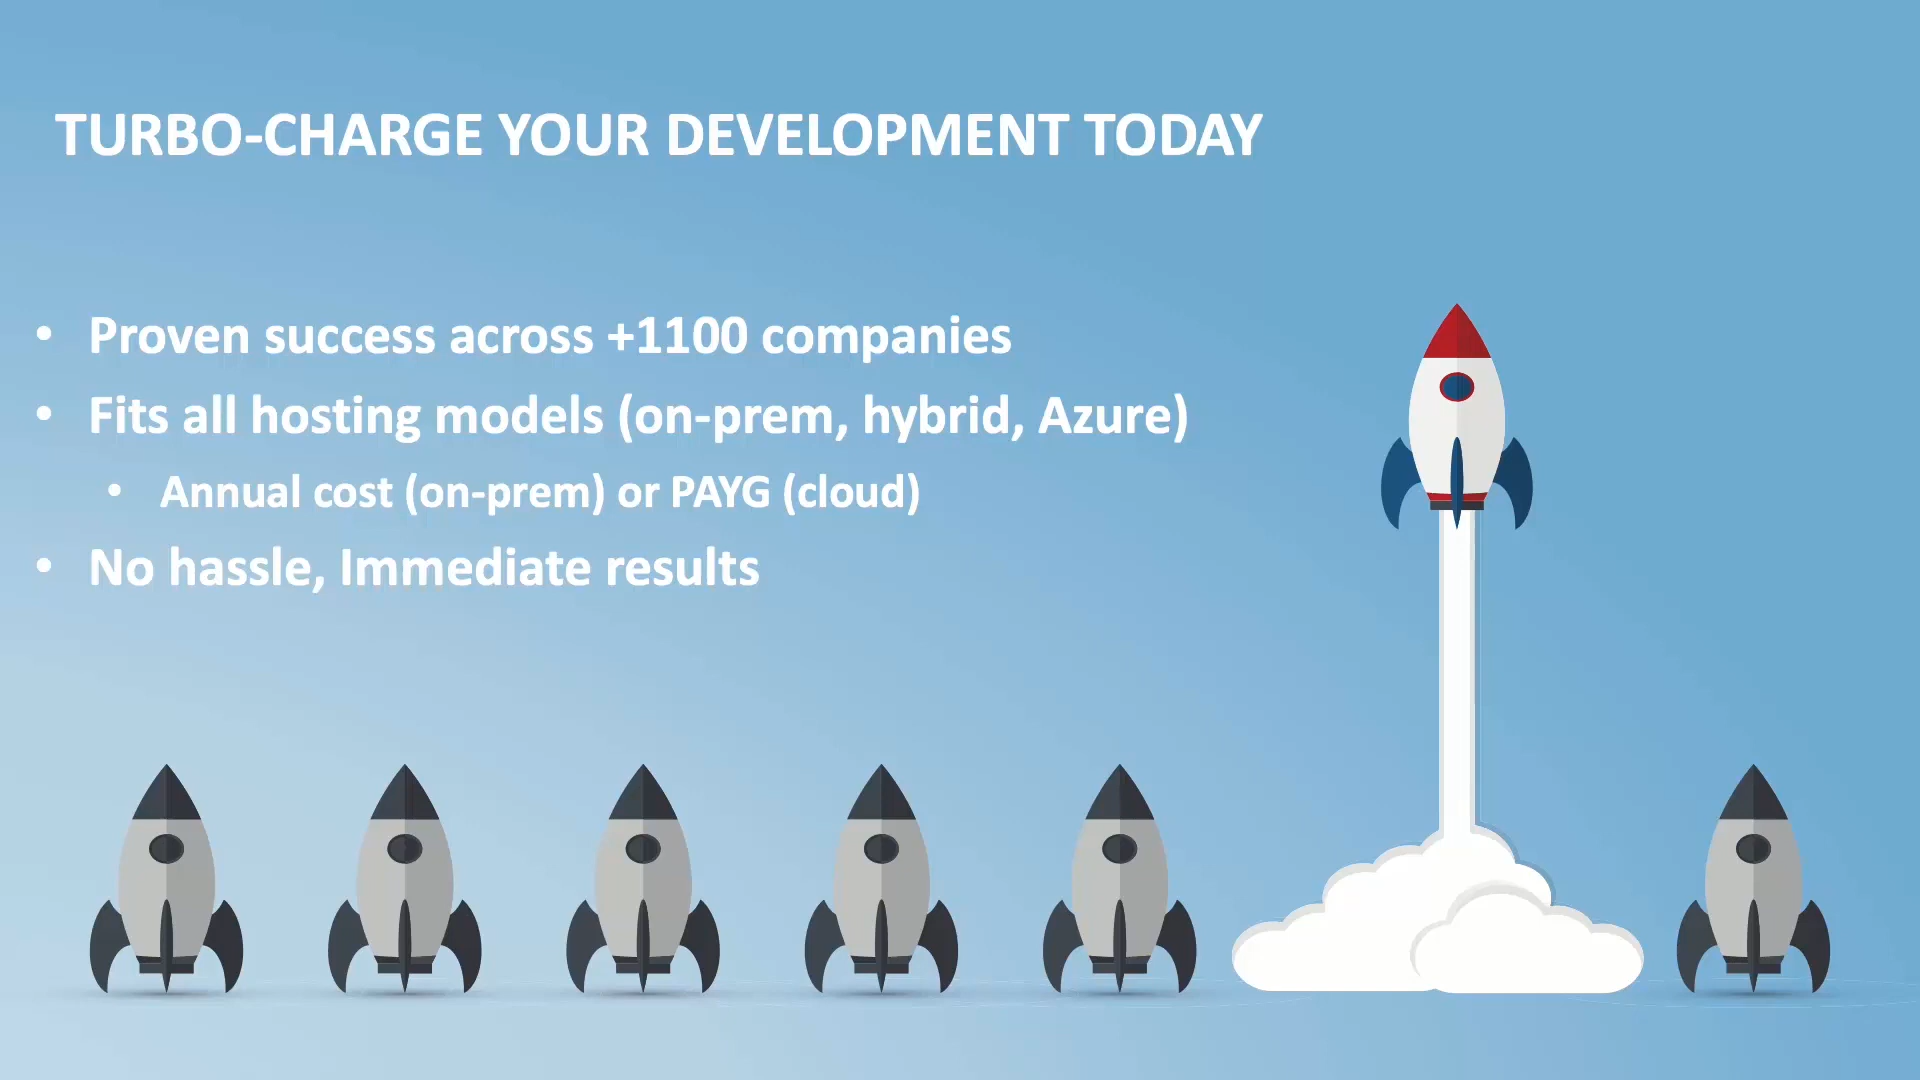 TURBO-CHARGE YOUR DEVELOPMENT TODAY
• Proven success across +1100 companies
• Fits all hosting models (on-prem, hybrid, Azure)
• Annual cost (on-prem) or PAYG (cloud)
• No hassle, Immediate results